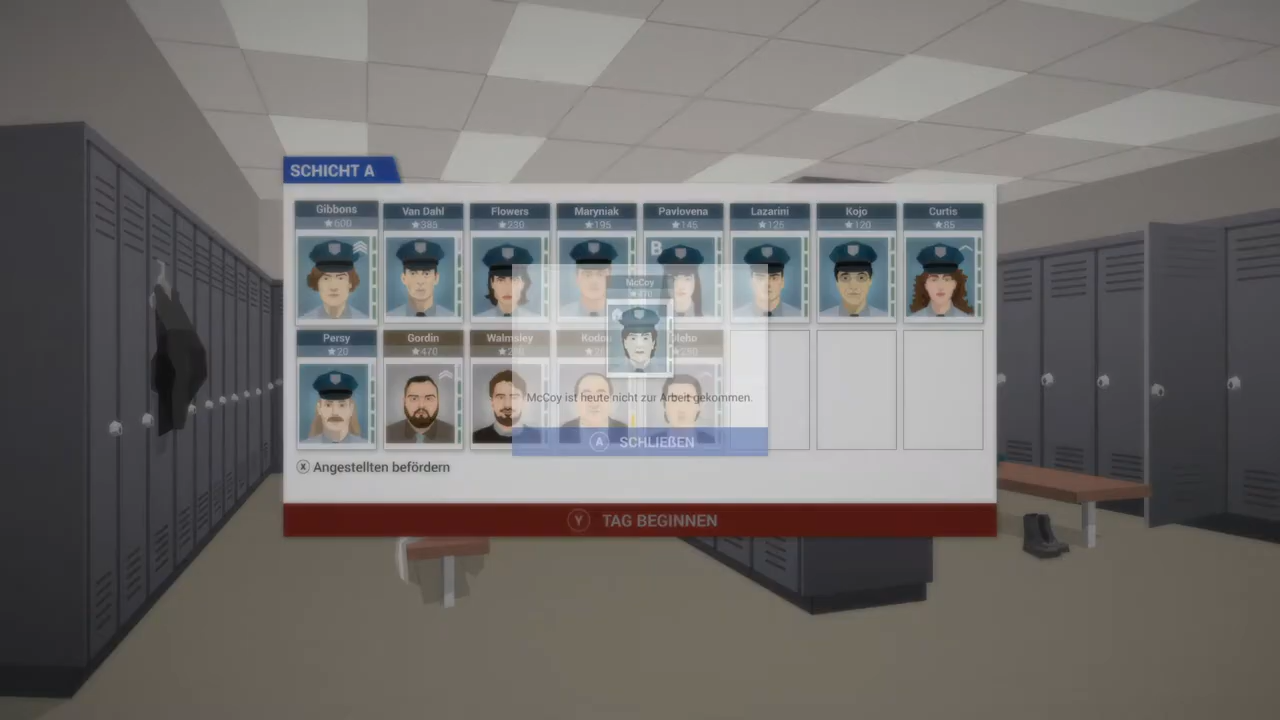 SCHICHT A
Gibbons Van Dahl Flowers Maryniak Pavlovena Lazarini Kojo Curtis
★600 ★385 ★230 ★195 ★145 ★125 ★120 ★85
B
McCoy
Persy Gordin Walmsley
★20 ★470
McCoy ist heute nicht zur Arbeit gekommen.
A SCHLIEßEN
X Angestellten befördern
Y TAG BEGINNEN